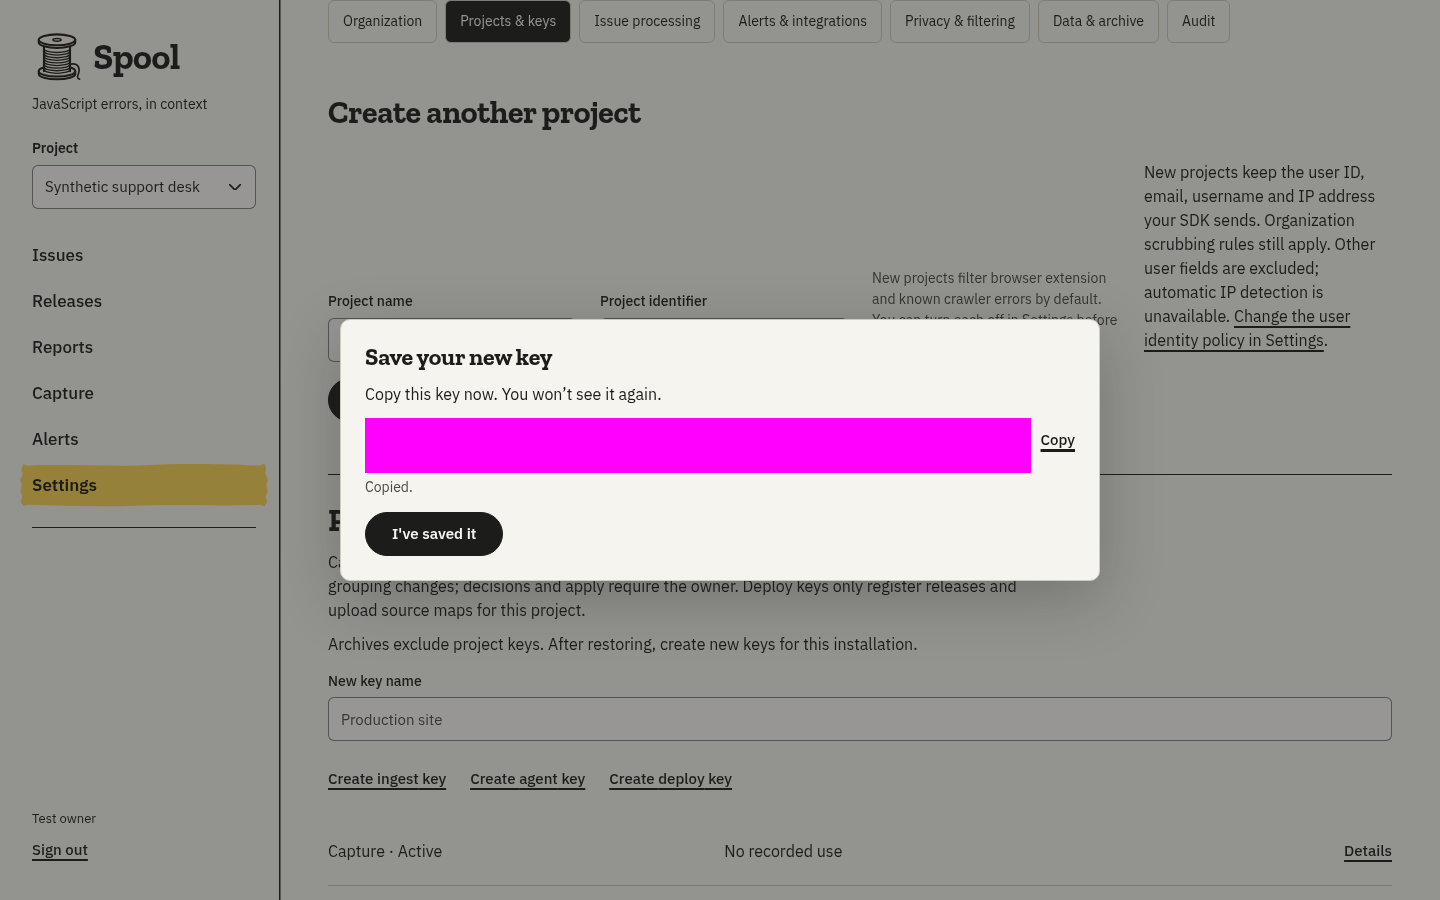 Spool
JavaScript errors, in context
Project
Synthetic support desk
Issues
Releases
Reports
Capture
Alerts
Settings
Test owner
Sign out
Organization
Projects & keys
Issue processing
Alerts & integrations
Privacy & filtering
Data & archive
Audit
Create another project
Project name
Project identifier
New projects filter browser extension
and known crawler errors by default.
You can turn each off in Settings before
New projects keep the user ID,
email, username and IP address
your SDK sends. Organization
scrubbing rules still apply. Other
user fields are excluded;
automatic IP detection is
unavailable. Change the user
identity policy in Settings.
Save your new key
Copy this key now. You won’t see it again.
Copy
Copied.
I've saved it
grouping changes; decisions and apply require the owner. Deploy keys only register releases and
upload source maps for this project.
Archives exclude project keys. After restoring, create new keys for this installation.
New key name
Production site
Create ingest key
Create agent key
Create deploy key
Capture · Active
No recorded use
Details